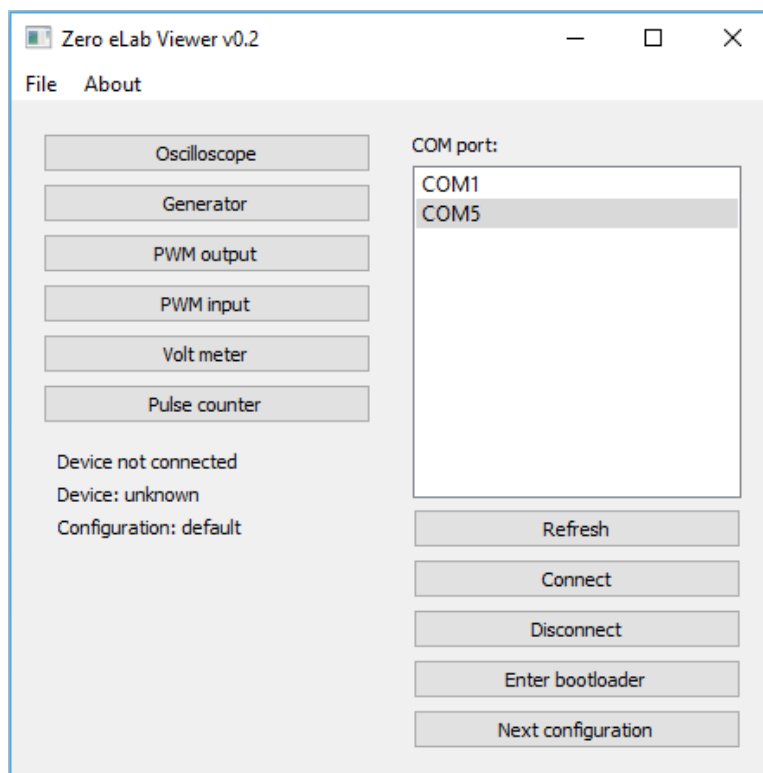 Zero eLab Viewer v0.2
File About
Oscilloscope
Generator
PWM output
PWM input
Volt meter
Pulse counter
Device not connected
Device: unknown
Configuration: default
COM port:
COM1
COM5
Refresh
Connect
Disconnect
Enter bootloader
Next configuration